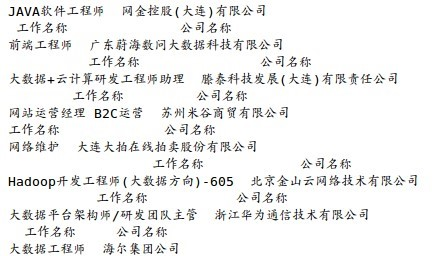 JAVA软件工程师 网金控股(大连)有限公司
工作名称 公司名称
前端工程师 广东蔚海数问大数据科技有限公司
工作名称 公司名称
大数据+云计算研发工程师助理 滕泰科技发展(大连)有限责任公司
工作名称 公司名称
网站运营经理 B2C运营 苏州米谷商贸有限公司
工作名称 公司名称
网络维护 大连大拍在线拍卖股份有限公司
工作名称 公司名称
Hadoop开发工程师(大数据方向)-605 北京金山云网络技术有限公司
工作名称 公司名称
大数据平台架构师/研发团队主管 浙江华为通信技术有限公司
工作名称 公司名称
大数据工程师 海尔集团公司